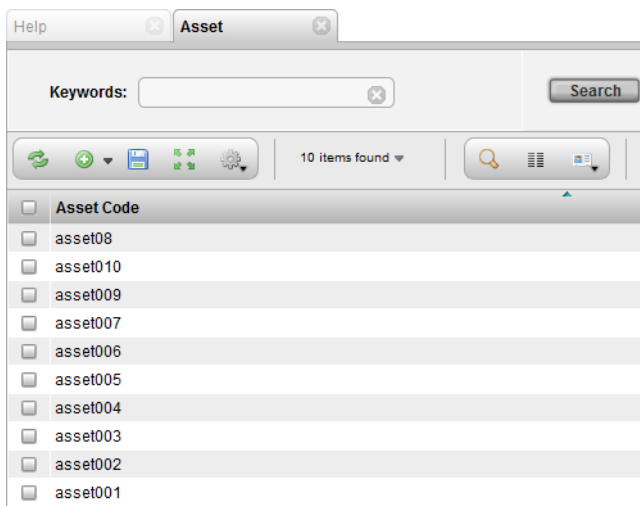 Help Asset
Keywords: Search
10 items found
Asset Code
asset08
asset010
asset009
asset007
asset006
asset005
asset004
asset003
asset002
asset001